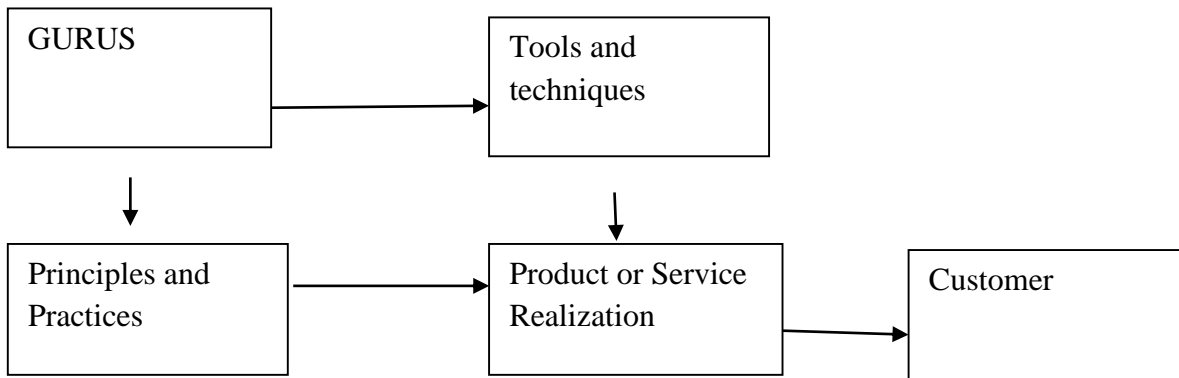 GURUS
Tools and
techniques
Principles and
Practices
Product or Service
Realization
Customer